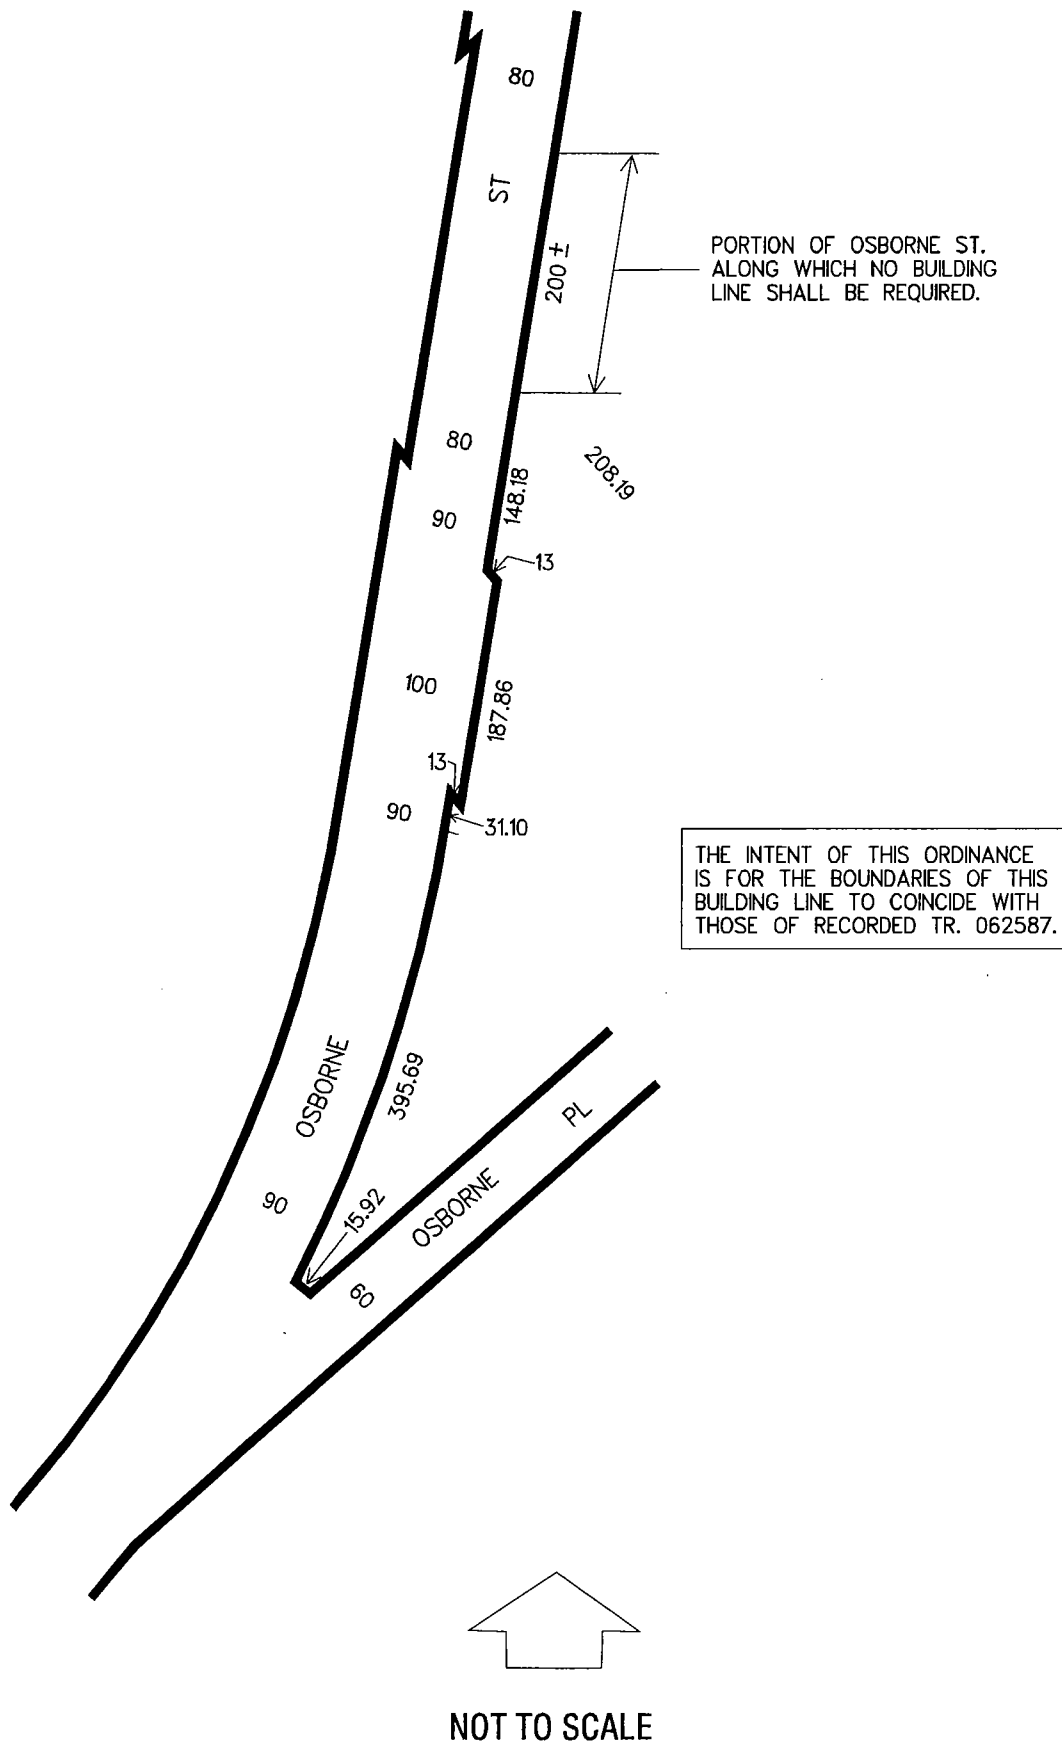 80
ST
200 ±
PORTION OF OSBORNE ST.
ALONG WHICH NO BUILDING
LINE SHALL BE REQUIRED.
80
208.19
148.18
90
13
100
187.86
13
90
31.10
THE INTENT OF THIS ORDINANCE
IS FOR THE BOUNDARIES OF THIS
BUILDING LINE TO COINCIDE WITH
THOSE OF RECORDED TR. 062587.
OSBORNE
395.69
PL
OSBORNE
90
15.92
60
NOT TO SCALE